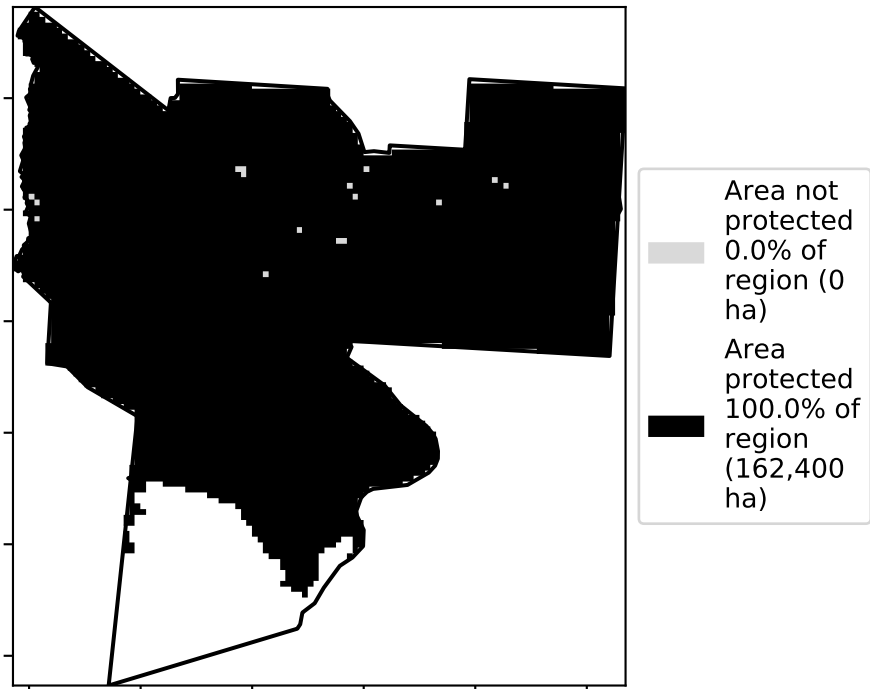 Area not
protected
0.0% of
region (0
ha)
Area
protected
100.0% of
region
(162,400
ha)